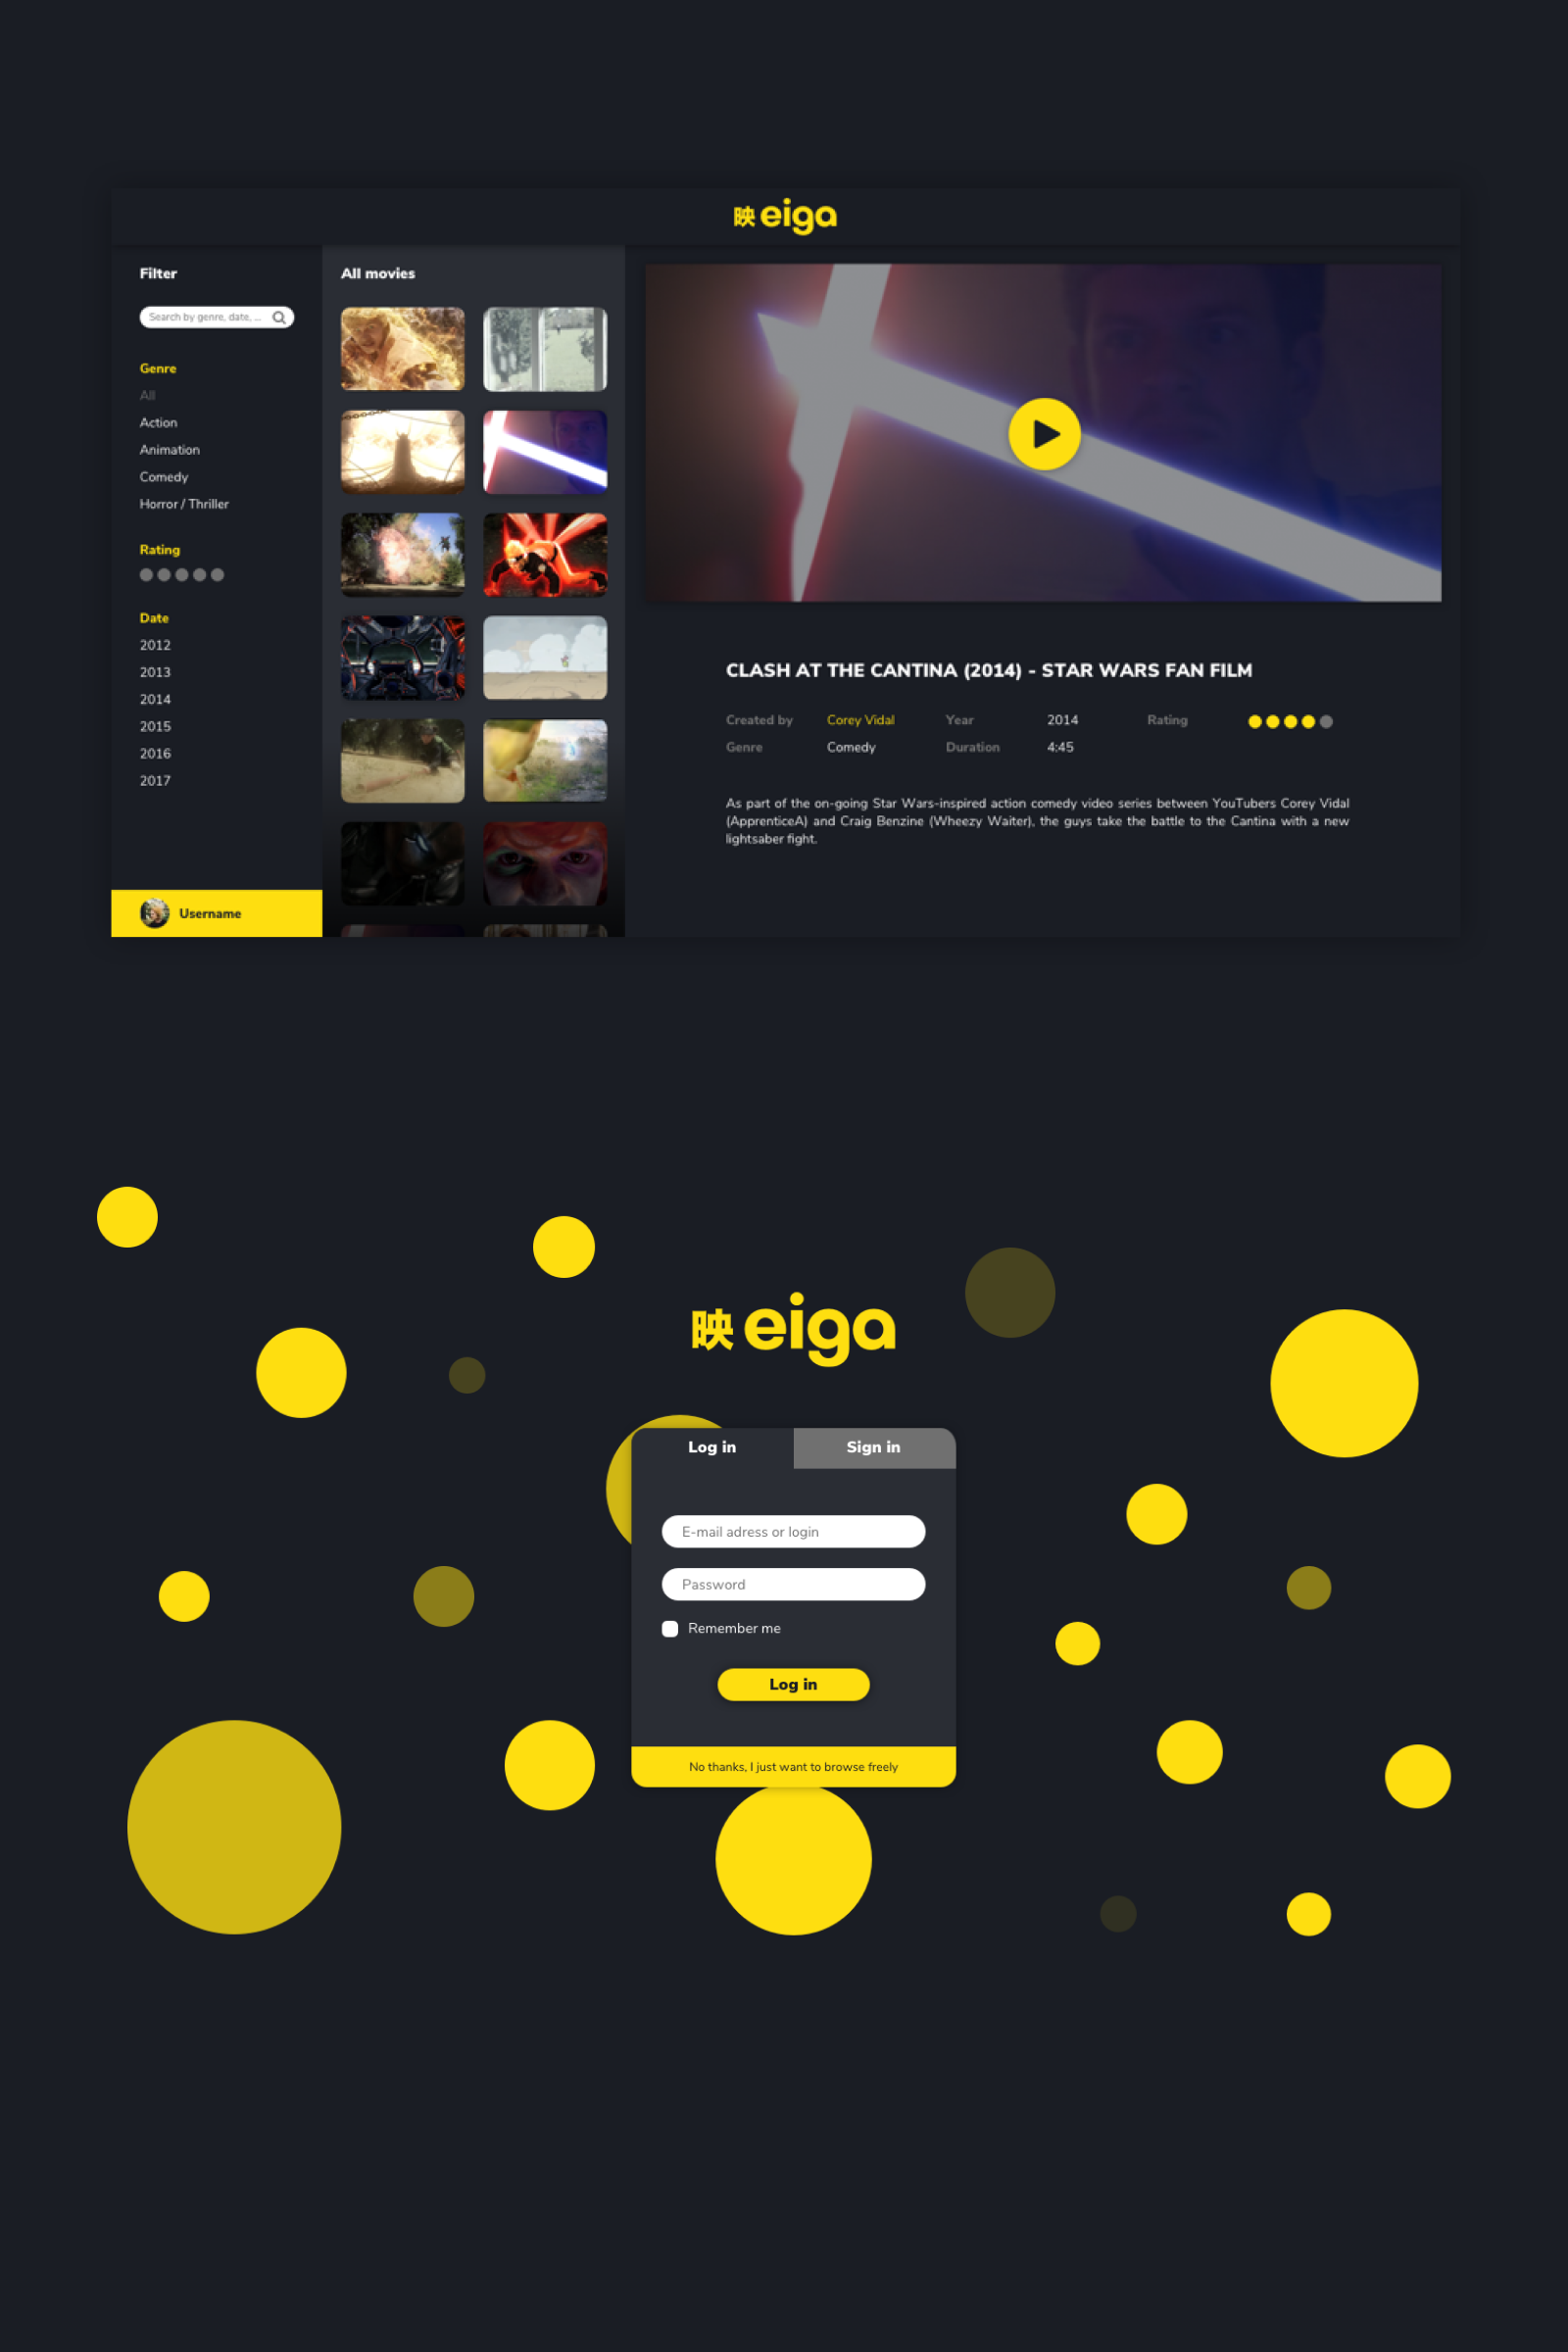 映 eiga
Filter
Search by genre, date, ...
Genre
All
Action
Animation
Comedy
Horror / Thriller
Rating
Date
2012
2013
2014
2015
2016
2017
Username
All movies
CLASH AT THE CANTINA (2014) - STAR WARS FAN FILM
Created by Corey Vidal Year 2014 Rating
Genre Comedy Duration 4:45
As part of the on-going Star Wars-inspired action comedy video series between YouTubers Corey Vidal
(ApprenticeA) and Craig Benzine (Wheezy Waiter), the guys take the battle to the Cantina with a new
lightsaber fight.
映 eiga
Log in Sign in
E-mail adress or login
Password
Remember me
Log in
No thanks, I just want to browse freely